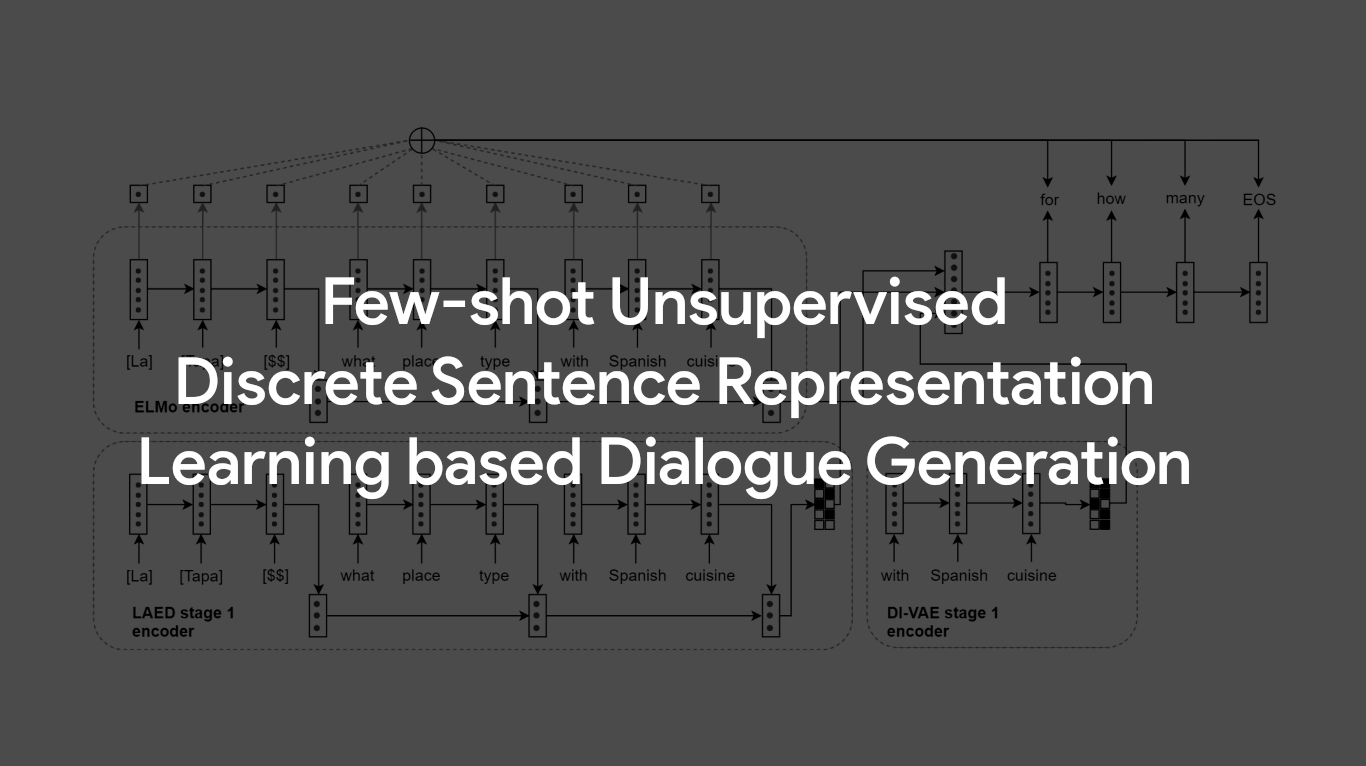 for how many EOS
Few-shot Unsupervised
[La] [Tapa] [$$] what place type with Spanish cuisine
Discrete Sentence Representation
ELMo encoder
Learning based Dialogue Generation
[La] [Tapa] [$$] what place type with Spanish cuisine
with Spanish cuisine
LAED stage 1
encoder
DI-VAE stage 1
encoder